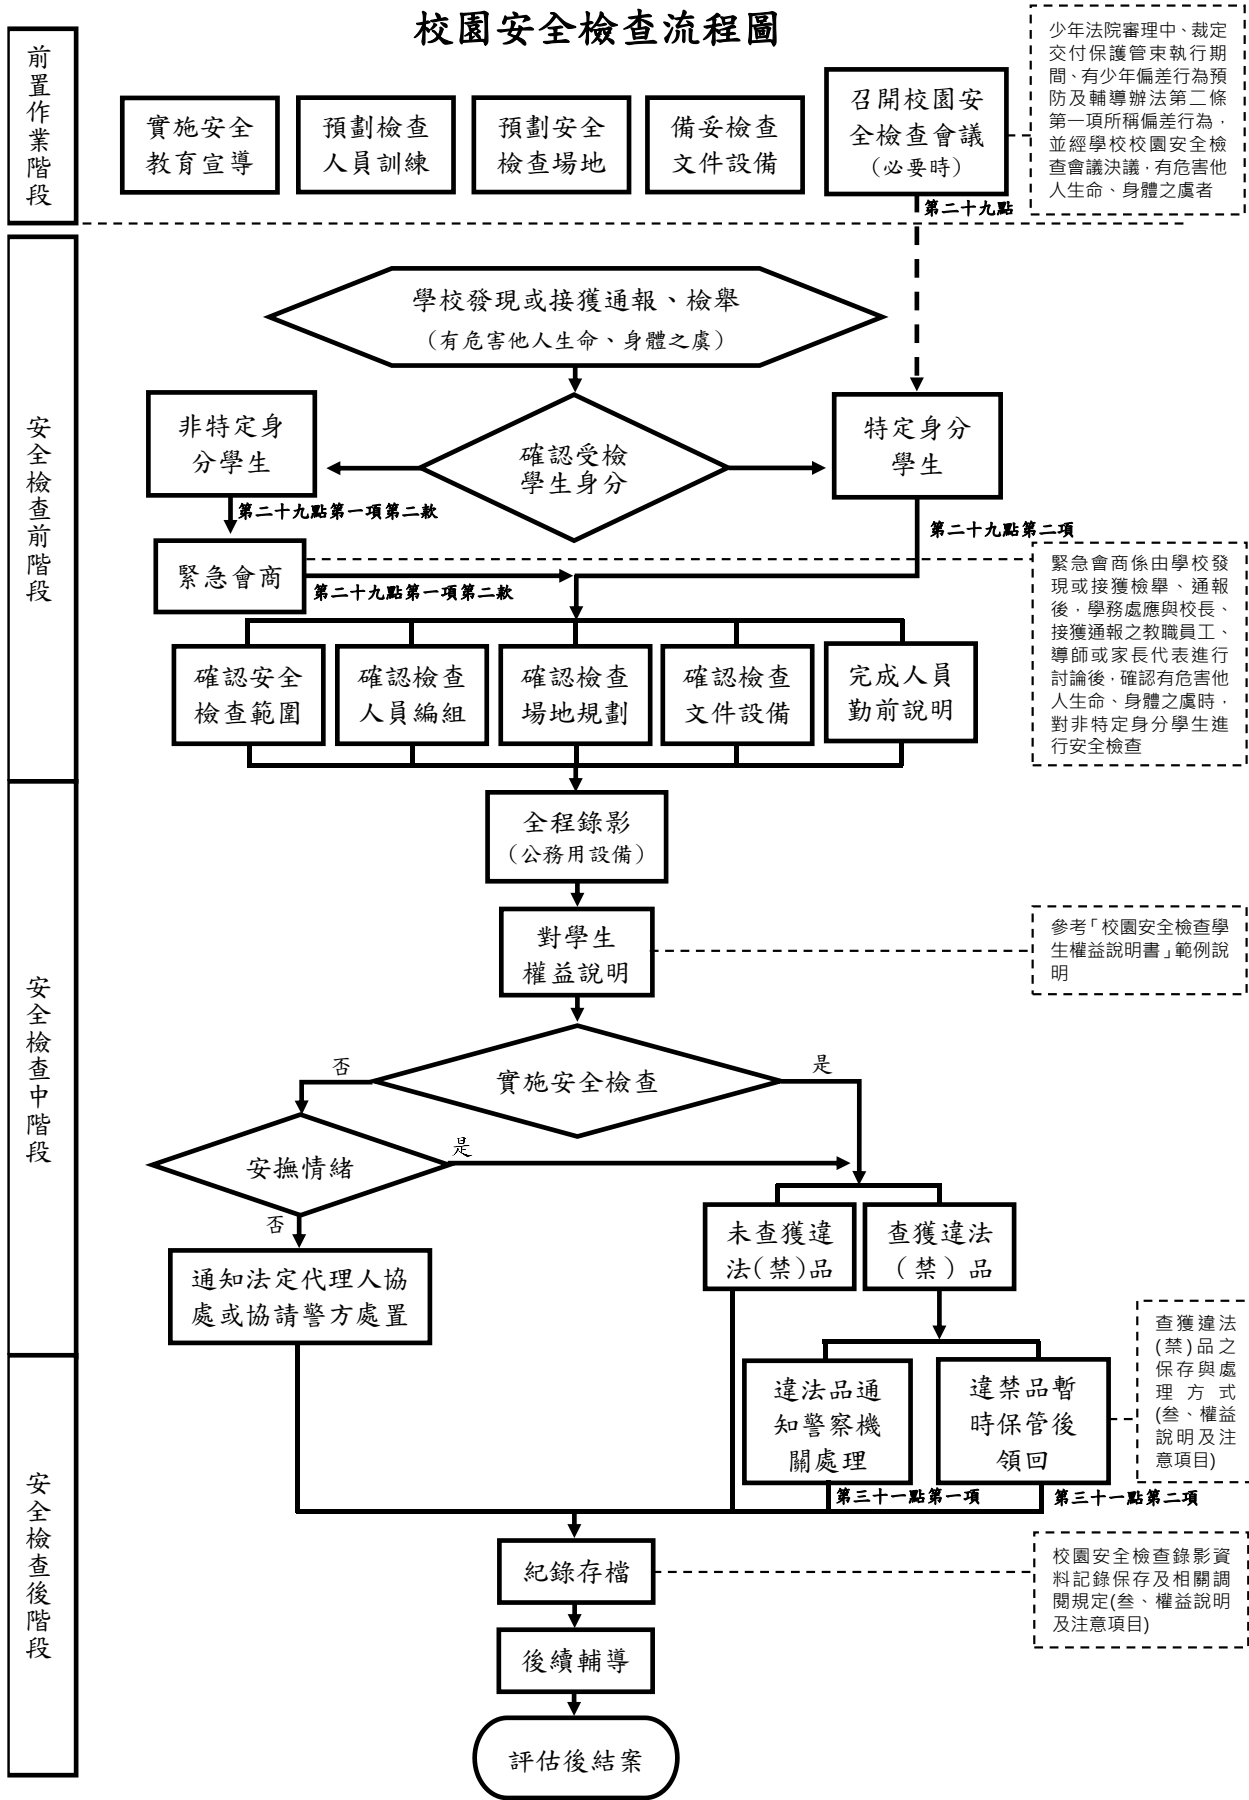 校園安全檢查流程圖
前置作業階段
實施安全
教育宣導
預劃檢查
人員訓練
預劃安全
檢查場地
備妥檢查
文件設備
召開校園安
全檢查會議
(必要時)
少年法院審理中、裁定
交付保護管束執行期
間、有少年偏差行為預
防及輔導辦法第二條
第一項所稱偏差行為，
並經學校校園安全檢
查會議決議，有危害他
人生命、身體之虞者
第二十九點
安全檢查前階段
學校發現或接獲通報、檢舉
(有危害他人生命、身體之虞)
非特定身
分學生
確認受檢
學生身分
特定身分
學生
第二十九點第一項第二款
第二十九點第二項
緊急會商
第二十九點第一項第二款
緊急會商係由學校發
現或接獲檢舉、通報
後，學務處應與校長、
接獲通報之教職員工、
導師或家長代表進行
討論後，確認有危害他
人生命、身體之虞時，
對非特定身分學生進
行安全檢查
確認安全
檢查範圍
確認檢查
人員編組
確認檢查
場地規劃
確認檢查
文件設備
完成人員
勤前說明
安全檢查中階段
全程錄影
(公務用設備)
對學生
權益說明
參考「校園安全檢查學
生權益說明書」範例說
明
實施安全檢查
否
是
安撫情緒
是
否
通知法定代理人協
處或協請警方處置
未查獲違
法(禁)品
查獲違法
(禁)品
查獲違法
(禁)品之
保存與處
理方式
(叁、權益
說明及注
意項目)
安全檢查後階段
違法品通
知警察機
關處理
違禁品暫
時保管後
領回
第三十一點第一項
第三十一點第二項
紀錄存檔
校園安全檢查錄影資
料記錄保存及相關調
閱規定(叁、權益說明
及注意項目)
後續輔導
評估後結案